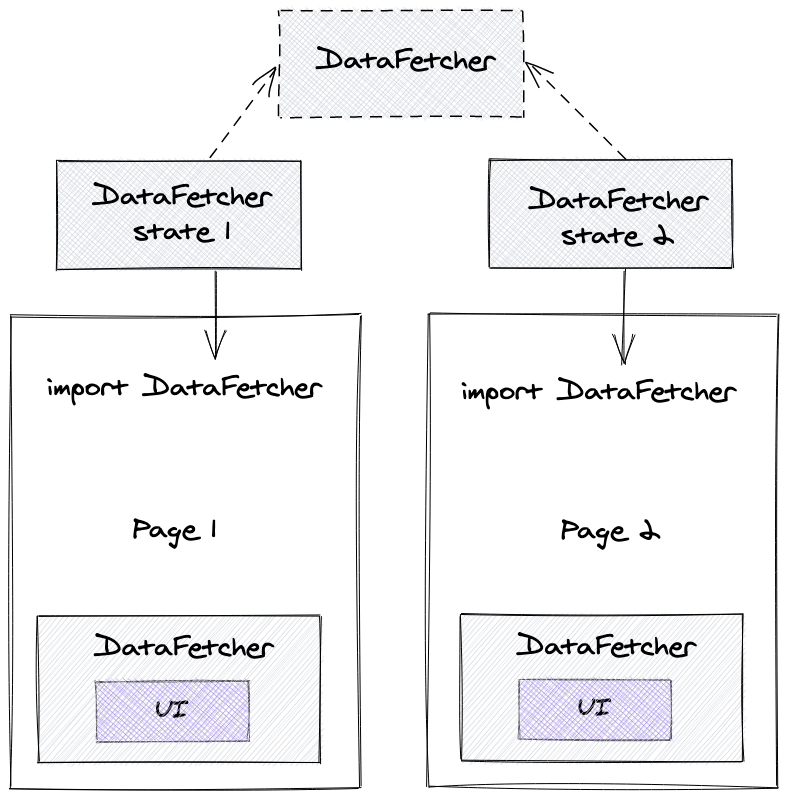 DataFetcher
DataFetcher
state 1
DataFetcher
state 2
import DataFetcher
import DataFetcher
Page 1
Page 2
DataFetcher
UI
DataFetcher
UI